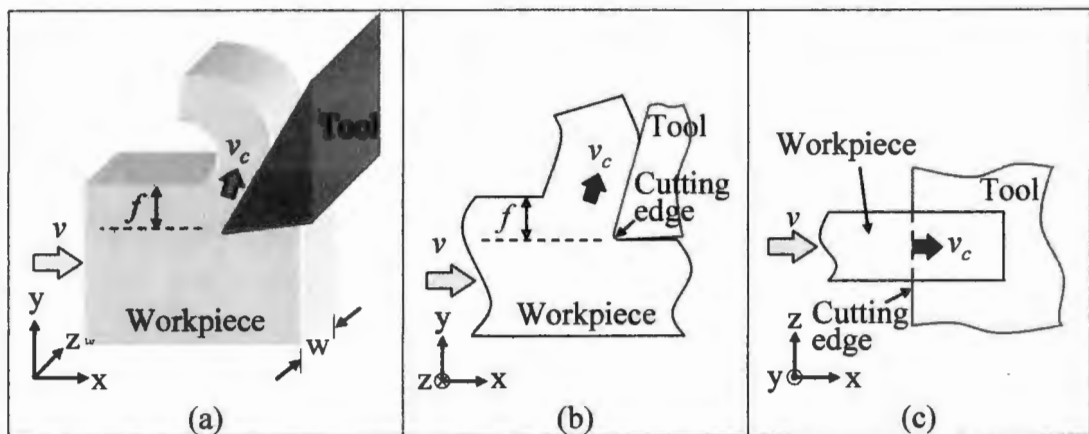 Tool
v_c
f
v
Workpiece
y
z
w
x
w
(a)
Tool
v_c
Cutting
edge
f
v
Workpiece
y
z
x
(b)
Workpiece
Tool
v
v_c
Cutting
edge
z
y
x
(c)